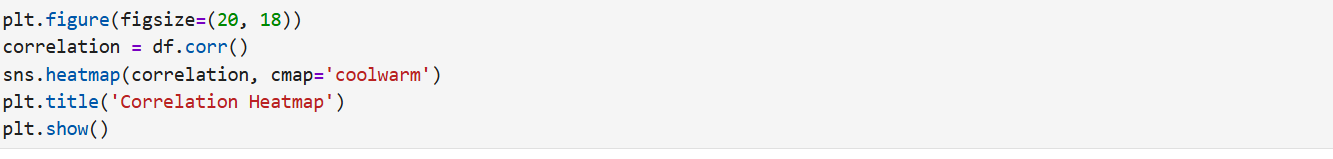 plt.figure(figsize=(20, 18))
correlation = df.corr()
sns.heatmap(correlation, cmap='coolwarm')
plt.title('Correlation Heatmap')
plt.show()